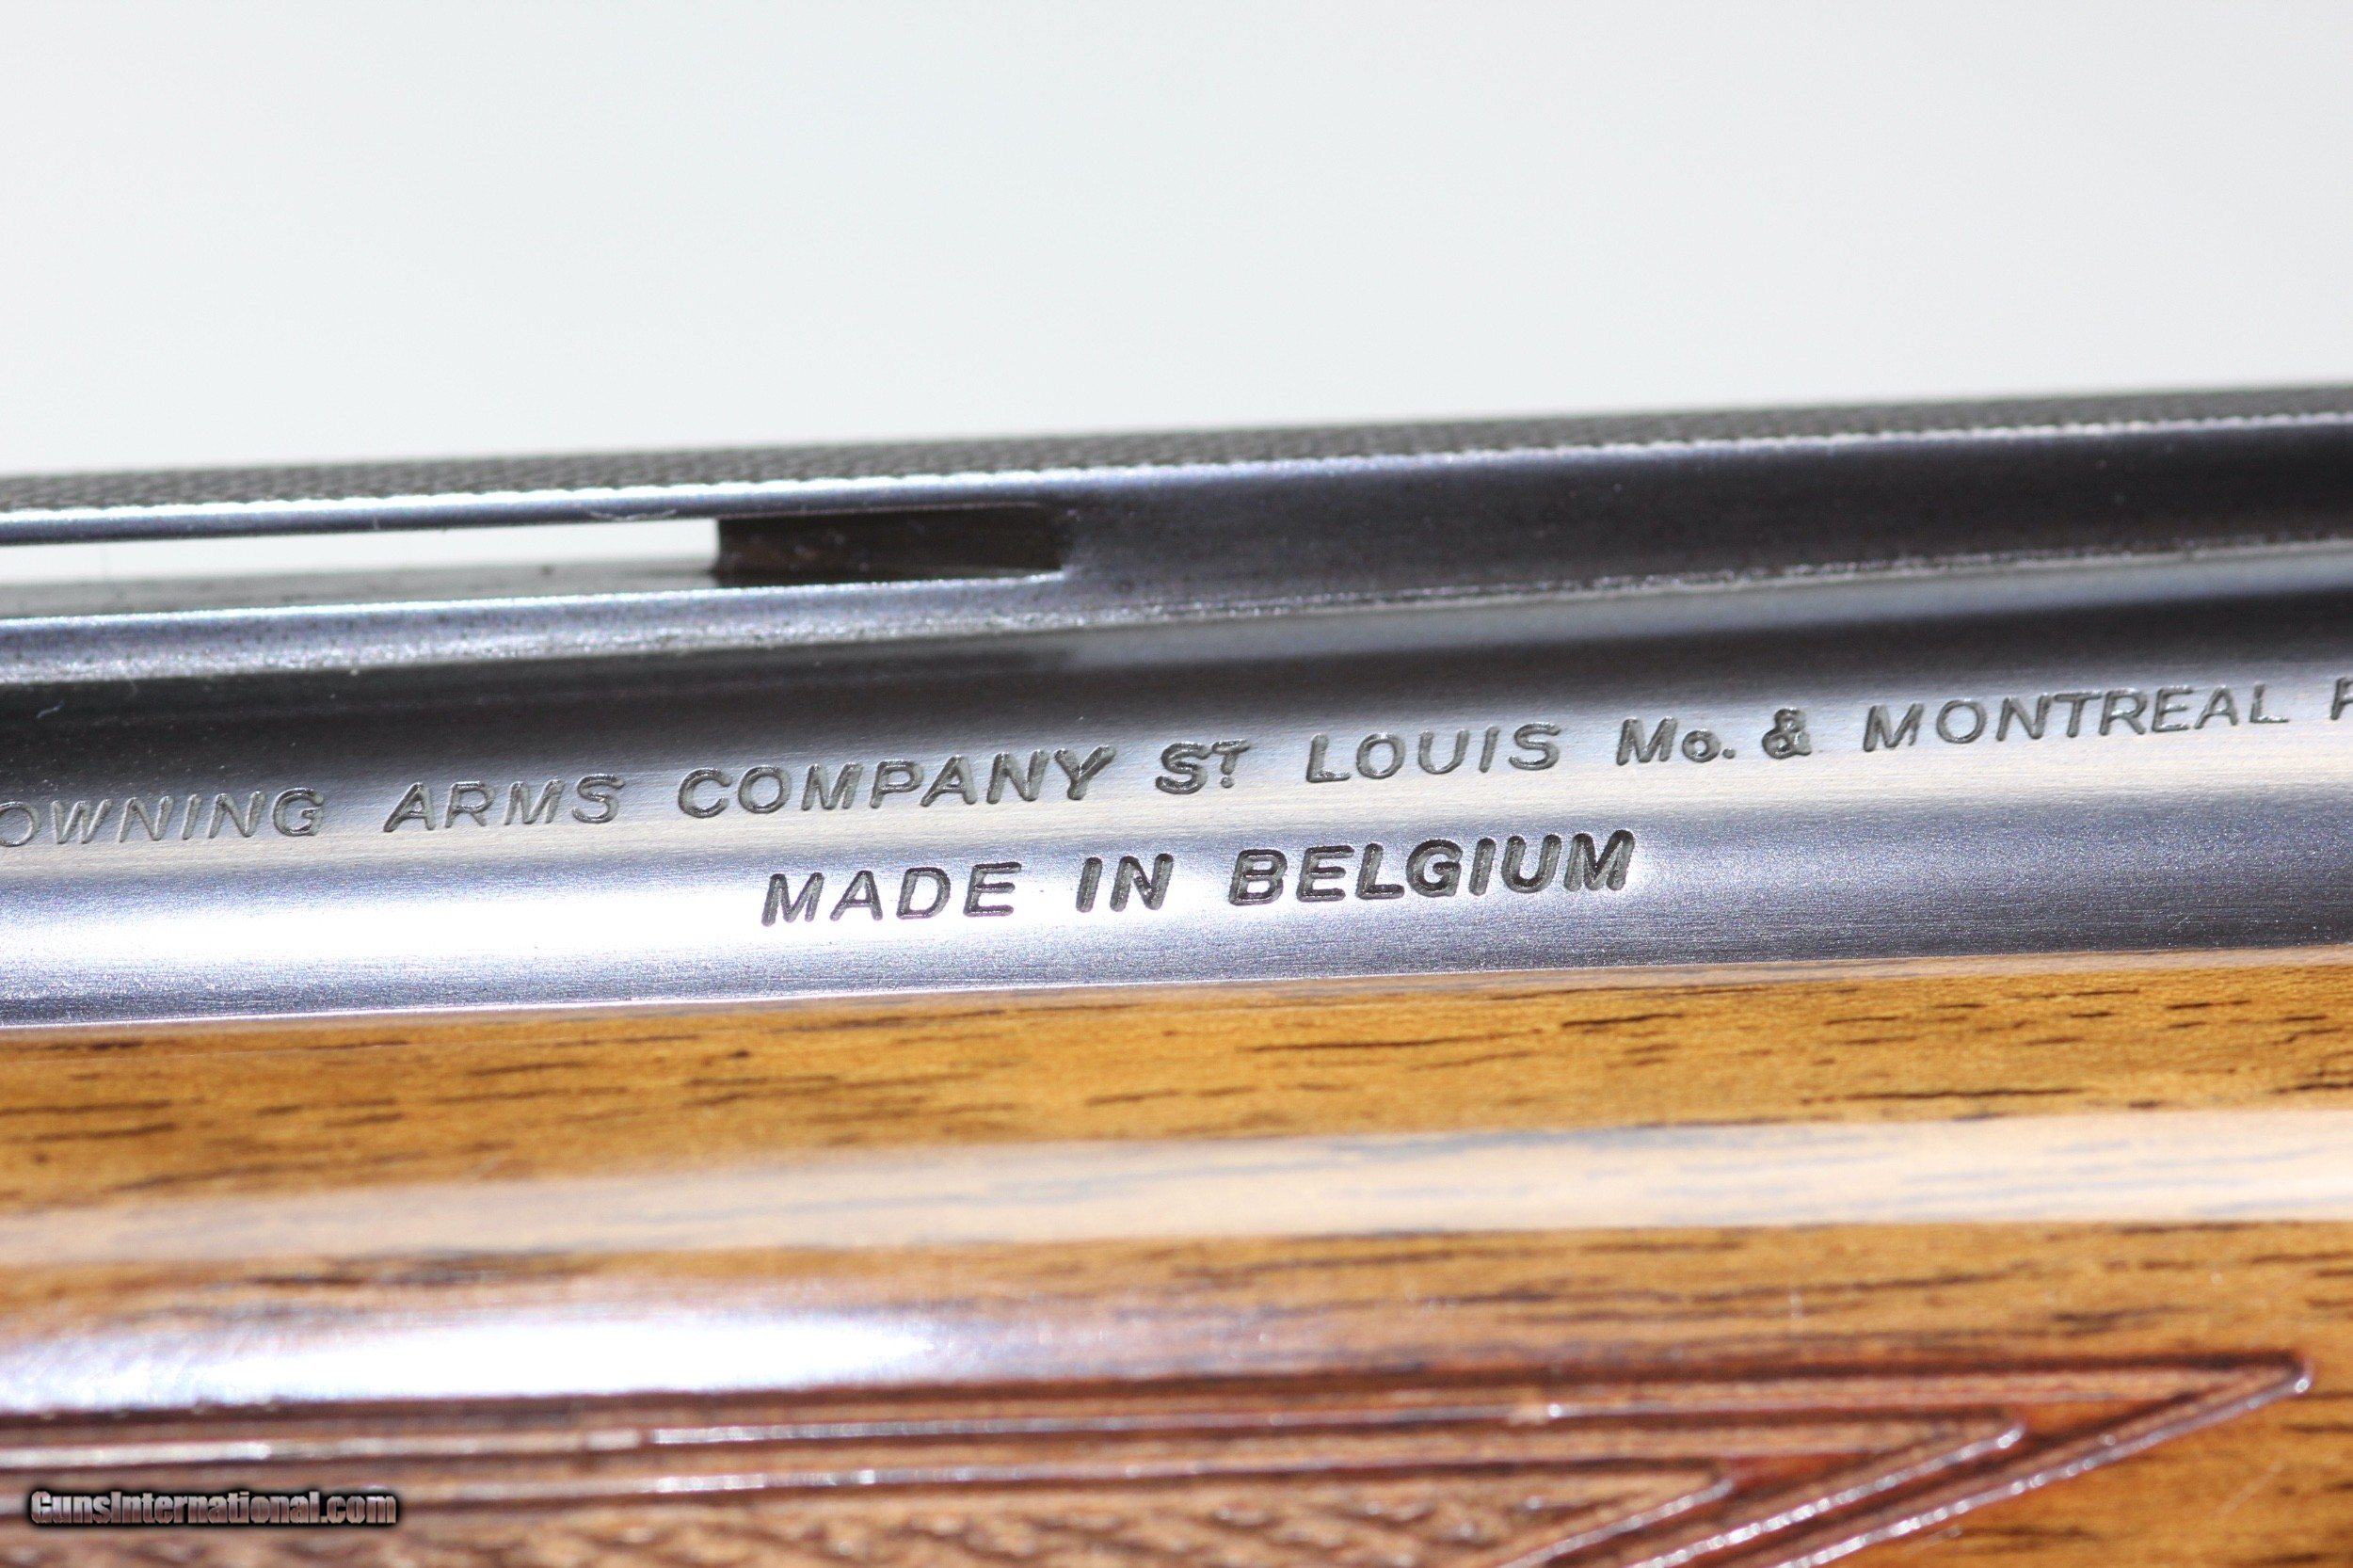 OWNING ARMS COMPANY ST LOUIS Mo. & MONTREAL P
MADE IN BELGIUM
GunsInternational.com